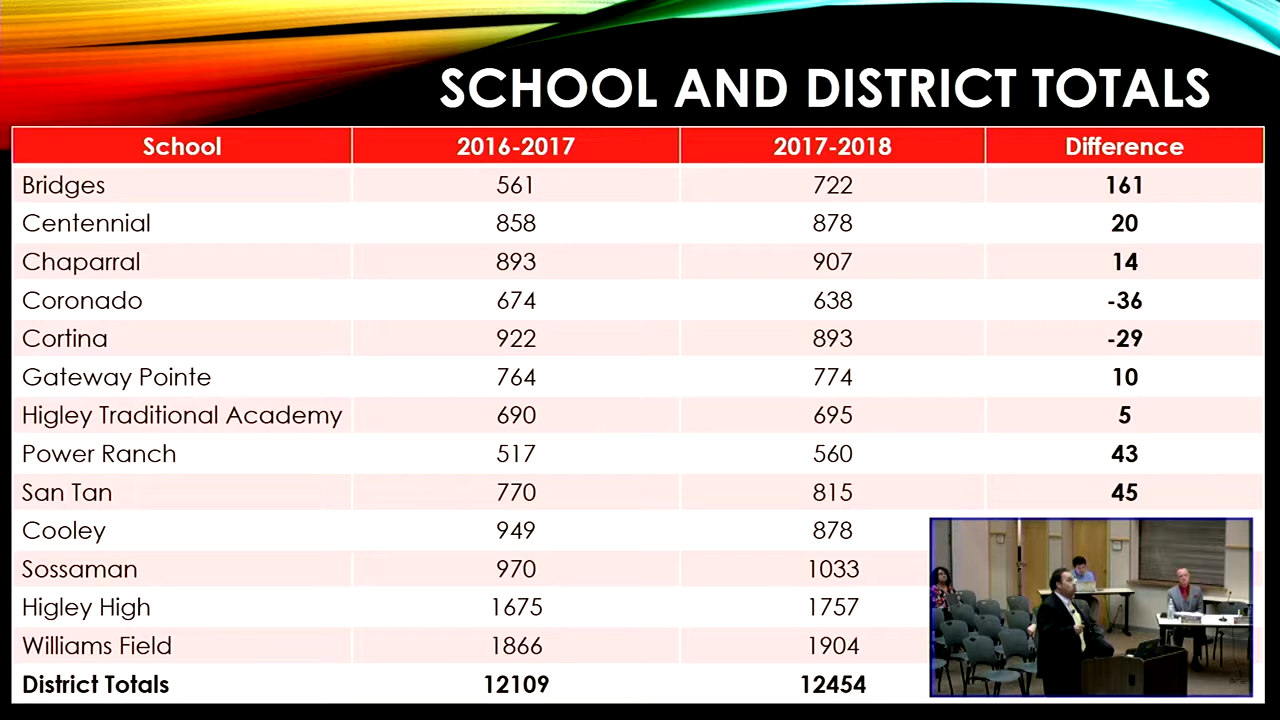 SCHOOL AND DISTRICT TOTALS
School 2016-2017 2017-2018 Difference
Bridges 561 722 161
Centennial 858 878 20
Chaparral 893 907 14
Coronado 674 638 -36
Cortina 922 893 -29
Gateway Pointe 764 774 10
Higley Traditional Academy 690 695 5
Power Ranch 517 560 43
San Tan 770 815 45
Cooley 949 878
Sossaman 970 1033
Higley High 1675 1757
Williams Field 1866 1904
District Totals 12109 12454